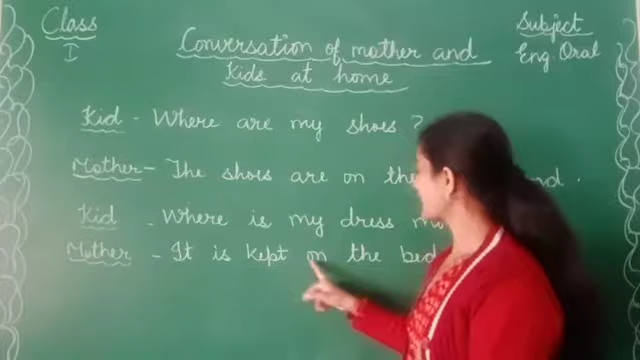 Class
I
Subject
Eng. Oral
Conversation of mother and
Kids at home
Kid - Where are my shoes ?
Mother - The shoes are on the
Kid - Where is my dress
Mother - It is kept on the bed